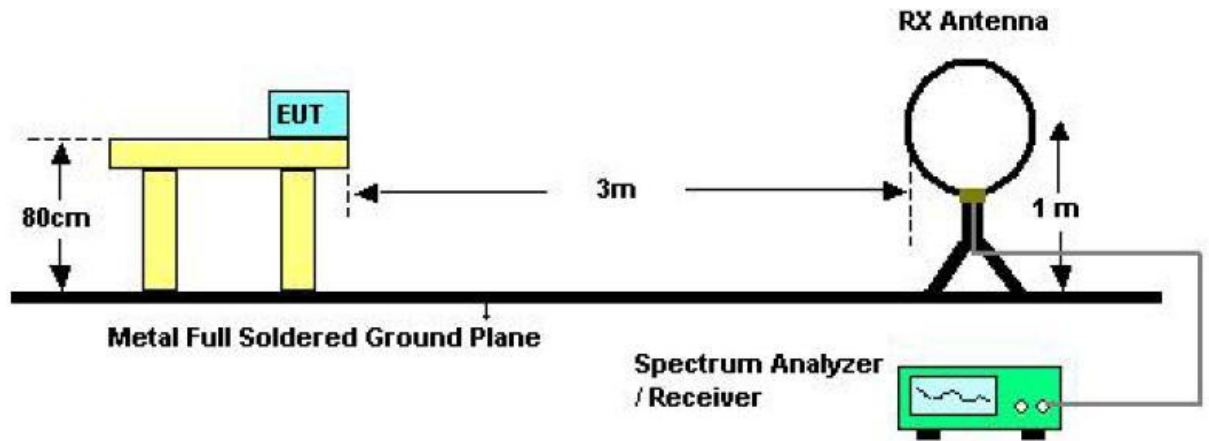 RX Antenna
EUT
80cm
3m
1 m
Metal Full Soldered Ground Plane
Spectrum Analyzer
/ Receiver